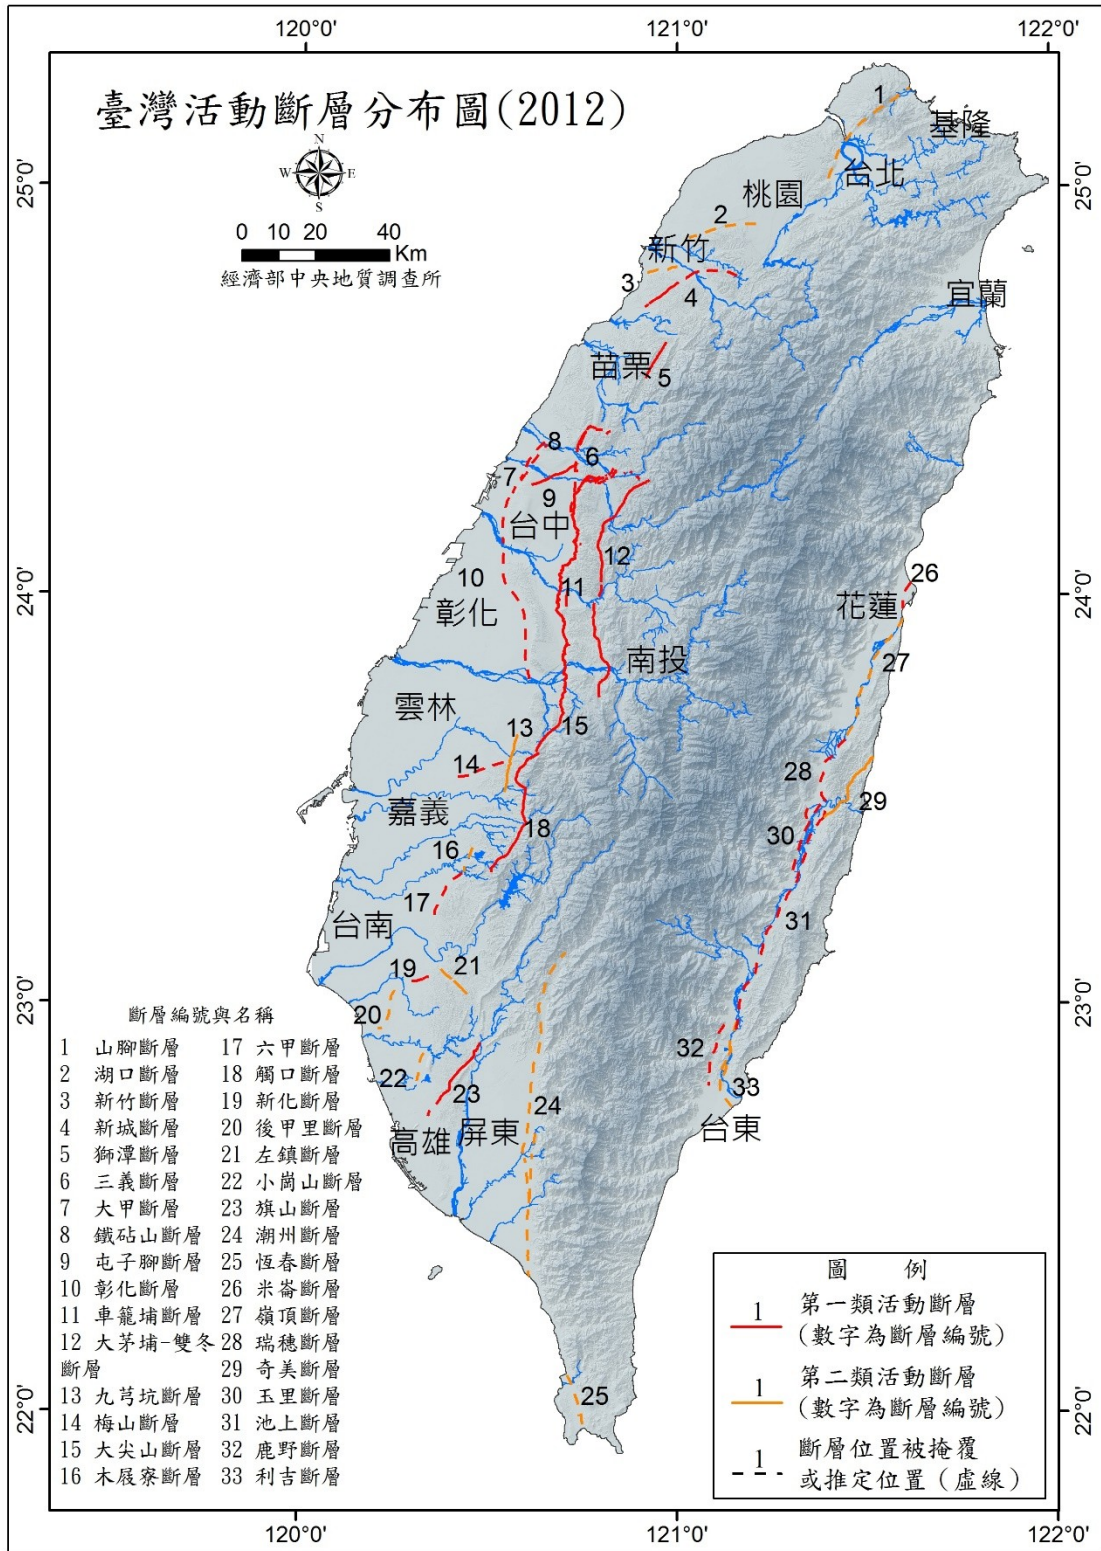 120°0'
121°0'
122°0'
臺灣活動斷層分布圖(2012)
N
W
E
S
0 10 20 40
Km
經濟部中央地質調查所
25°0'
24°0'
23°0'
22°0'
25°0'
24°0'
23°0'
22°0'
1
基隆
台北
桃園
2
新竹
3
4
宜蘭
苗栗
5
8
6
7
9
台中
12
10
11
26
彰化
花蓮
南投
27
雲林
13
15
14
28
29
嘉義
18
16
30
17
31
台南
19
21
20
32
22
23
24
33
高雄
屏東
台東
25
斷層編號與名稱
1 山腳斷層
2 湖口斷層
3 新竹斷層
4 新城斷層
5 獅潭斷層
6 三義斷層
7 大甲斷層
8 鐵砧山斷層
9 屯子腳斷層
10 彰化斷層
11 車籠埔斷層
12 大茅埔-雙冬
斷層
13 九芎坑斷層
14 梅山斷層
15 大尖山斷層
16 木屐寮斷層
17 六甲斷層
18 觸口斷層
19 新化斷層
20 後甲里斷層
21 左鎮斷層
22 小崗山斷層
23 旗山斷層
24 潮州斷層
25 恆春斷層
26 米崙斷層
27 嶺頂斷層
28 瑞穗斷層
29 奇美斷層
30 玉里斷層
31 池上斷層
32 鹿野斷層
33 利吉斷層
圖 例
1 第一類活動斷層
(數字為斷層編號)
1 第二類活動斷層
(數字為斷層編號)
1 斷層位置被掩覆
或推定位置(虛線)
120°0'
121°0'
122°0'